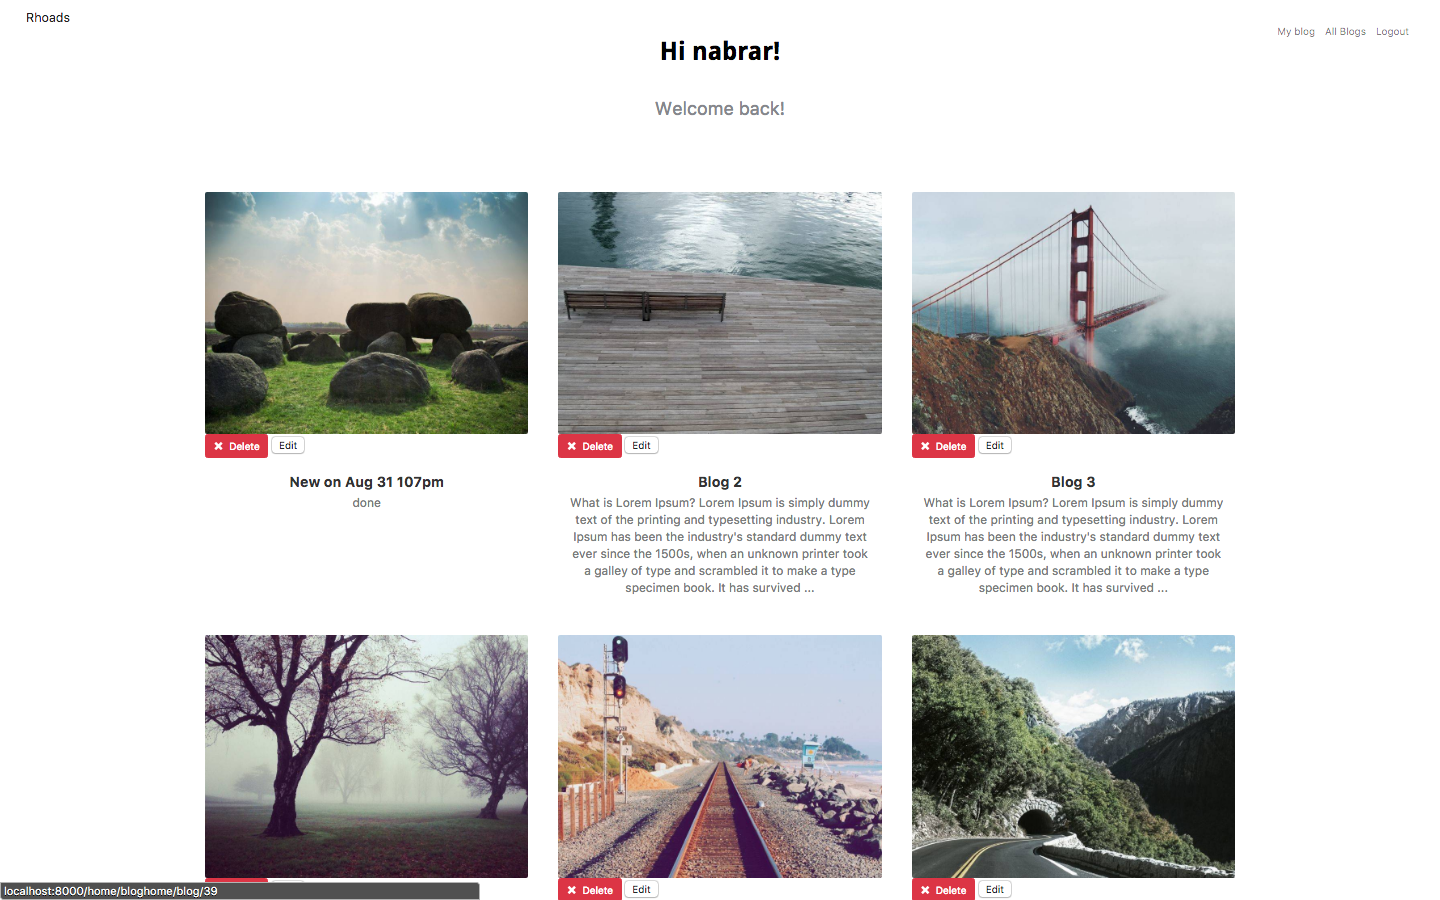 Rhoads
My blog All Blogs Logout
Hi nabrar!
Welcome back!
✖ Delete Edit
✖ Delete Edit
✖ Delete Edit
New on Aug 31 107pm
done
Blog 2
What is Lorem Ipsum? Lorem Ipsum is simply dummy
text of the printing and typesetting industry. Lorem
Ipsum has been the industry's standard dummy text
ever since the 1500s, when an unknown printer took
a galley of type and scrambled it to make a type
specimen book. It has survived ...
Blog 3
What is Lorem Ipsum? Lorem Ipsum is simply dummy
text of the printing and typesetting industry. Lorem
Ipsum has been the industry's standard dummy text
ever since the 1500s, when an unknown printer took
a galley of type and scrambled it to make a type
specimen book. It has survived ...
✖ Delete Edit
✖ Delete Edit
localhost:8000/home/bloghome/blog/39